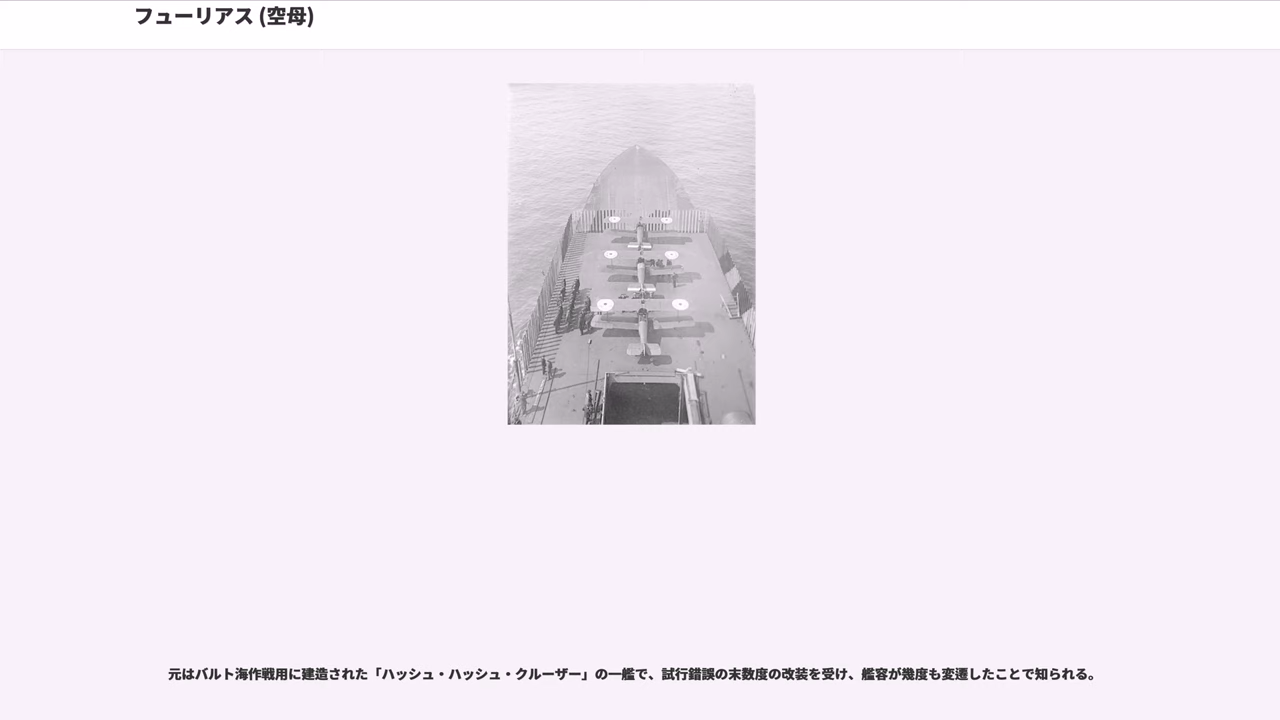 フューリアス (空母)
元はバルト海作戦用に建造された「ハッシュ・ハッシュ・クルーザー」の一艦で、試行錯誤の末数度の改装を受け、艦容が幾度も変遷したことで知られる。